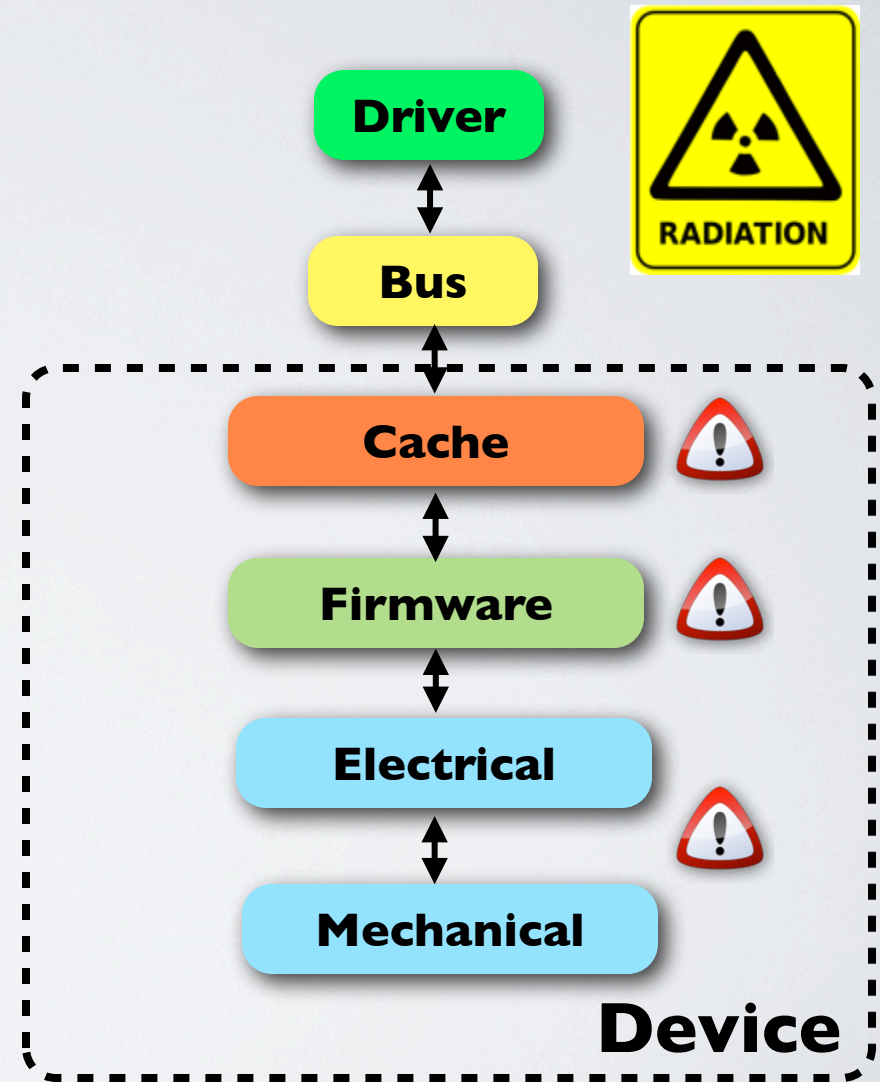 Driver
RADIATION
Bus
Cache
Firmware
Electrical
Mechanical
Device